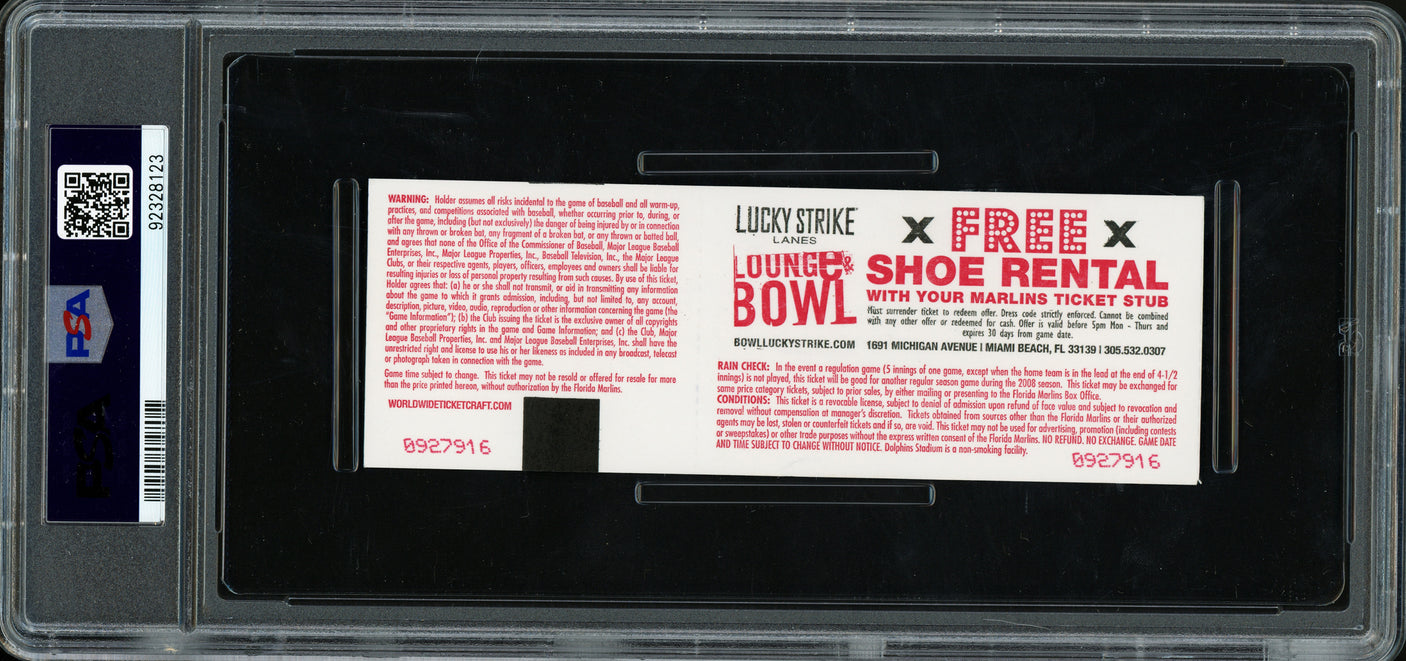 92328123
PSA
PSA
WARNING: Holder assumes all risks incidental to the game of baseball and all warm-up,
practices, and competitions associated with baseball, whether occurring prior to, during, or
after the game, including (but not exclusively) the danger of being injured by or in connection
with any thrown or broken bat, any fragment of a broken bat, or any thrown or batted ball,
and agrees that none of the Office of the Commissioner of Baseball, Major League Baseball
Enterprises, Inc., Major League Properties, Inc., Baseball Television, Inc., the Major League
Clubs, or their respective agents, players, officers, employees and owners shall be liable for
resulting injuries or loss of personal property resulting from such causes. By use of this ticket,
Holder agrees that: (a) he or she shall not transmit, or aid in transmitting any information
about the game to which it grants admission, including, but not limited to, any account,
description, picture, video, audio, reproduction or other information concerning the game (the
"Game Information"); (b) the Club issuing the ticket is the exclusive owner of all copyrights
and other proprietary rights in the game and Game Information; and (c) the Club, Major
League Baseball Properties, Inc. and Major League Baseball Enterprises, Inc. shall have the
unrestricted right and license to use his or her likeness as included in any broadcast, telecast
or photograph taken in connection with the game.
Game time subject to change. This ticket may not be resold or offered for resale for more
than the price printed hereon, without authorization by the Florida Marlins.
WORLDWIDETICKETCRAFT.COM
0927916
LUCKY STRIKE
LANES
LOUNGE &
BOWL
BOWLLUCKYSTRIKE.COM
X FREE X
SHOE RENTAL
WITH YOUR MARLINS TICKET STUB
Must surrender ticket to redeem offer. Dress code strictly enforced. Cannot be combined
with any other offer or redeemed for cash. Offer is valid before 5pm Mon - Thurs and
expires 30 days from game date.
1691 MICHIGAN AVENUE | MIAMI BEACH, FL 33139 | 305.532.0307
RAIN CHECK: In the event a regulation game (5 innings of one game, except when the home team is in the lead at the end of 4-1/2
innings) is not played, this ticket will be good for another regular season game during the 2008 season. This ticket may be exchanged for
same price category tickets, subject to prior sales, by either mailing or presenting to the Florida Marlins Box Office.
CONDITIONS: This ticket is a revocable license, subject to denial of admission upon refund of face value and subject to revocation and
removal without compensation at manager's discretion. Tickets obtained from sources other than the Florida Marlins or their authorized
agents may be lost, stolen or counterfeit tickets and if so, are void. This ticket may not be used for advertising, promotion (including contests
or sweepstakes) or other trade purposes without the express written consent of the Florida Marlins. NO REFUND. NO EXCHANGE. GAME DATE
AND TIME SUBJECT TO CHANGE WITHOUT NOTICE. Dolphins Stadium is a non-smoking facility.
0927916